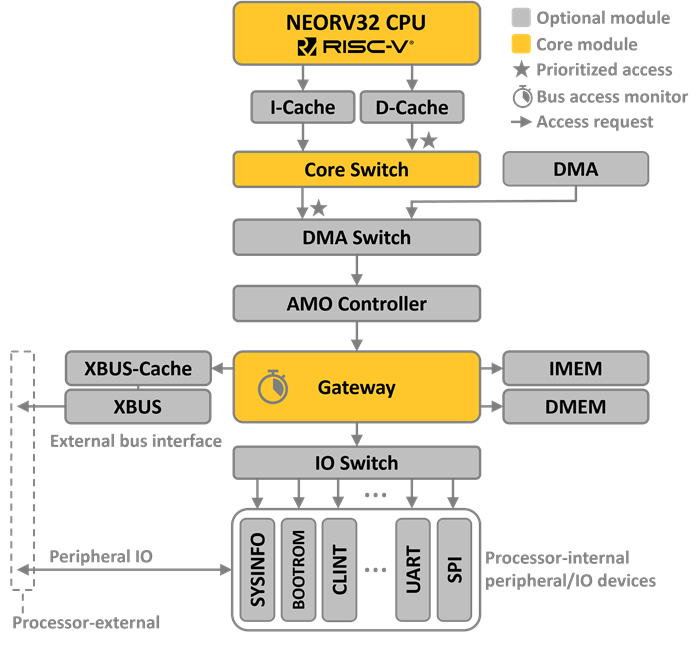 NEORV32 CPU
RISC-V®
Optional module
Core module
Prioritized access
Bus access monitor
Access request
I-Cache
D-Cache
Core Switch
DMA
DMA Switch
AMO Controller
XBUS-Cache
XBUS
External bus interface
Gateway
IMEM
DMEM
IO Switch
...
SYSINFO
BOOTROM
CLINT
...
UART
SPI
Peripheral IO
Processor-internal
peripheral/IO devices
Processor-external